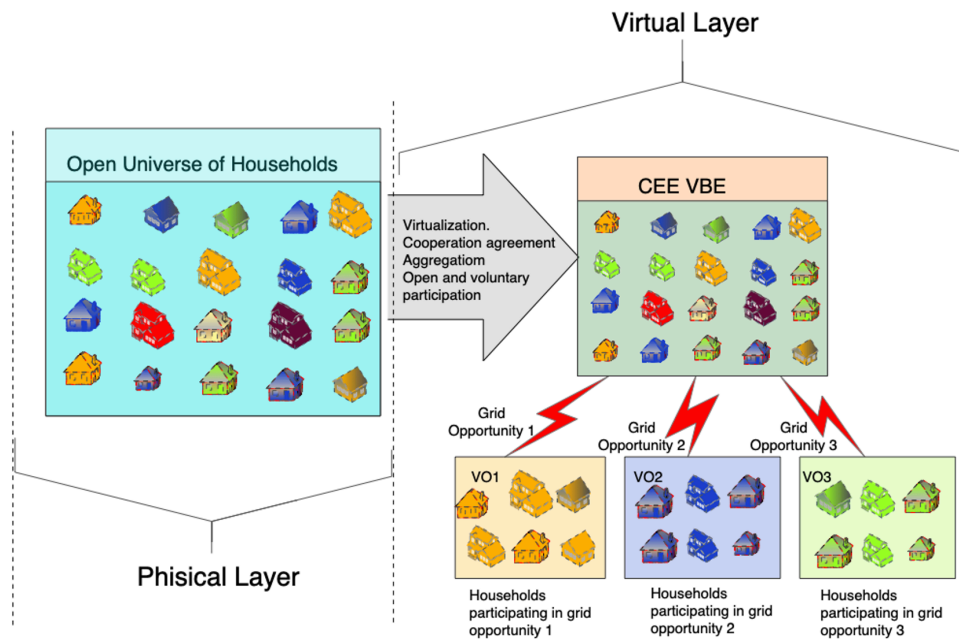 Virtual Layer
Open Universe of Households
CEE VBE
Virtualization.
Cooperation agreement
Aggregatiom
Open and voluntary
participation
Grid
Opportunity 1
Grid
Opportunity 2
Grid
Opportunity 3
VO1
VO2
VO3
Phisical Layer
Households
participating in grid
opportunity 1
Households
participating in grid
opportunity 2
Households
participating in grid
opportunity 3